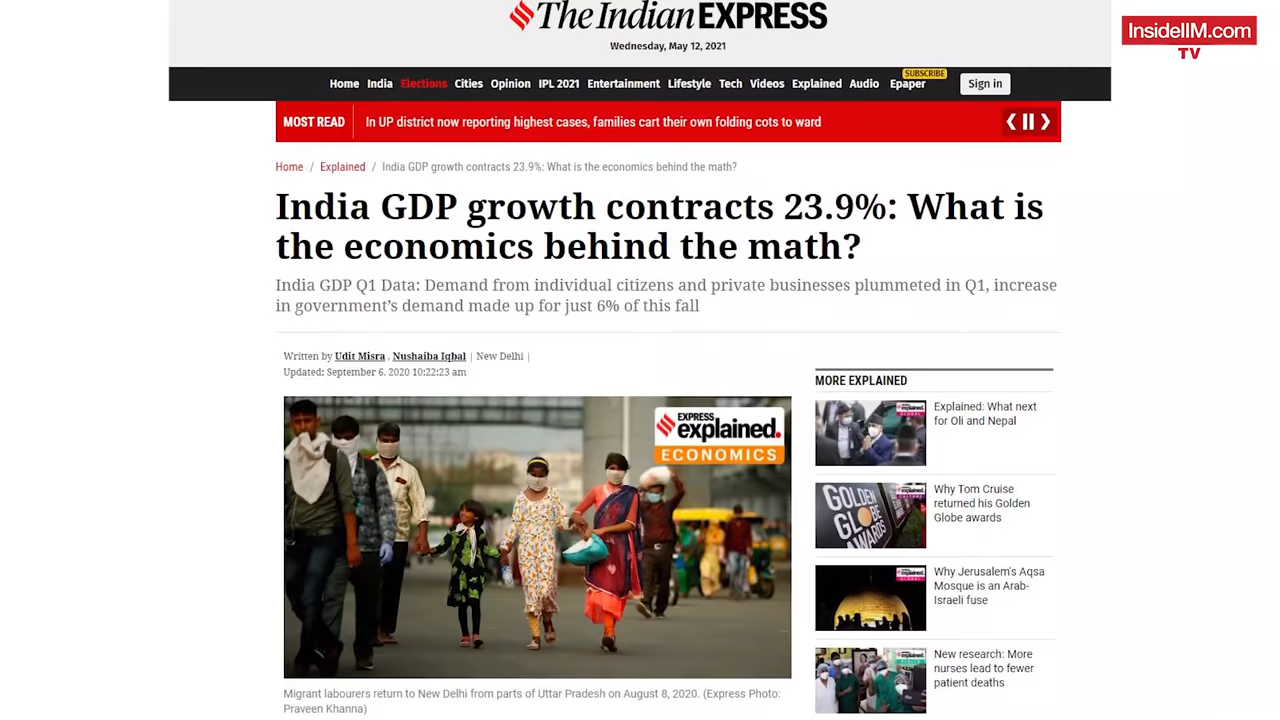 The Indian EXPRESS
InsideIIM.com
TV
Wednesday, May 12, 2021
Home India Elections Cities Opinion IPL 2021 Entertainment Lifestyle Tech Videos Explained Audio Epaper SUBSCRIBE Sign in
MOST READ In UP district now reporting highest cases, families cart their own folding cots to ward
Home / Explained / India GDP growth contracts 23.9%: What is the economics behind the math?
India GDP growth contracts 23.9%: What is
the economics behind the math?
India GDP Q1 Data: Demand from individual citizens and private businesses plummeted in Q1, increase
in government's demand made up for just 6% of this fall
Written by Udit Misra , Nushaiba Iqbal | New Delhi |
Updated: September 6, 2020 10:22:23 am
EXPRESS
explained.
ECONOMICS
Migrant labourers return to New Delhi from parts of Uttar Pradesh on August 8, 2020. (Express Photo:
Praveen Khanna)
MORE EXPLAINED
Explained: What next
for Oli and Nepal
GOLDEN
GLOBE
AWARDS
Why Tom Cruise
returned his Golden
Globe awards
Why Jerusalem's Aqsa
Mosque is an Arab-
Israeli fuse
New research: More
nurses lead to fewer
patient deaths